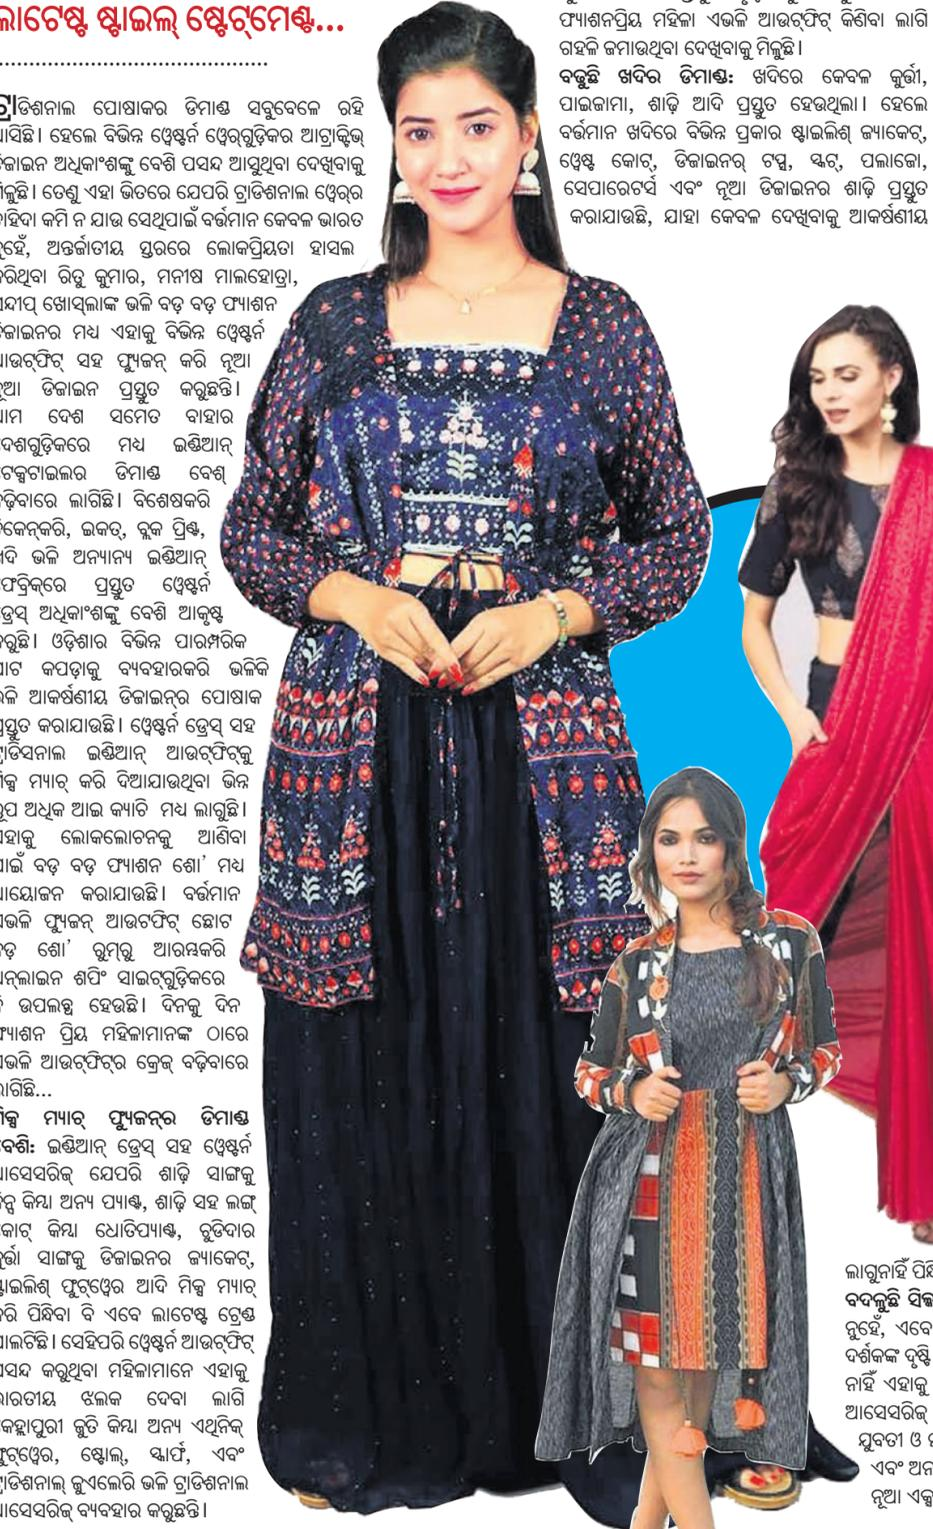 ଲାଟେଷ୍ଟ ଷ୍ଟାଇଲ୍ ଷ୍ଟେଟ୍‌ମେଣ୍ଟ...
ଟ୍ରାଡିଶନାଲ ପୋଷାକର ଡିମାଣ୍ଡ ସବୁବେଳେ ରହି
ଆସିଛି। ହେଲେ ବିଭିନ୍ନ ୱେଷ୍ଟର୍ନ ୱେର୍‌ଗୁଡ଼ିକର ଆଟ୍ରାକ୍ଟିଭ୍
ଡିଜାଇନ ଅଧିକାଂଶଙ୍କୁ ବେଶି ପସନ୍ଦ ଆସୁଥିବା ଦେଖିବାକୁ
ମିଳୁଛି। ତେଣୁ ଏହା ଭିତରେ ଯେପରି ଟ୍ରାଡିଶନାଲ ୱେର୍‌ର
ଚାହିଦା କମି ନ ଯାଉ ସେଥିପାଇଁ ବର୍ତ୍ତମାନ କେବଳ ଭାରତ
ନୁହେଁ, ଅନ୍ତର୍ଜାତୀୟ ସ୍ତରରେ ଲୋକପ୍ରିୟତା ହାସଲ
କରିଥିବା ରିତୁ କୁମାର, ମନୀଷ ମାଲହୋତ୍ରା,
ସନ୍ଦୀପ୍ ଖୋସ୍‌ଲାଙ୍କ ଭଳି ବଡ଼ ବଡ଼ ଫ୍ୟାଶନ
ଡିଜାଇନର ମଧ୍ୟ ଏହାକୁ ବିଭିନ୍ନ ୱେଷ୍ଟର୍ନ
ଆଉଟ୍‌ଫିଟ୍ ସହ ଫ୍ୟୁଜନ୍ କରି ନୂଆ
ନୂଆ ଡିଜାଇନ ପ୍ରସ୍ତୁତ କରୁଛନ୍ତି।
ଆମ ଦେଶ ସମେତ ବାହାର
ଦେଶଗୁଡ଼ିକରେ ମଧ୍ୟ ଇଣ୍ଡିଆନ୍
ଟେକ୍ସଟାଇଲର ଡିମାଣ୍ଡ ବେଶ୍
ବଢ଼ିବାରେ ଲାଗିଛି। ବିଶେଷକରି
ଚିକେନ୍‌କରି, ଇକତ୍, ବ୍ଲକ ପ୍ରିଣ୍ଟ,
ଖଦି ଭଳି ଅନ୍ୟାନ୍ୟ ଇଣ୍ଡିଆନ୍
ଫେବ୍ରିକ୍‌ରେ ପ୍ରସ୍ତୁତ ୱେଷ୍ଟର୍ନ
ଡ୍ରେସ୍ ଅଧିକାଂଶଙ୍କୁ ବେଶି ଆକୃଷ୍ଟ
କରୁଛି। ଓଡ଼ିଶାର ବିଭିନ୍ନ ପାରମ୍ପରିକ
ପାଟ କପଡ଼ାକୁ ବ୍ୟବହାରକରି ଭଳିକି
ଭଳି ଆକର୍ଷଣୀୟ ଡିଜାଇନ୍‌ର ପୋଷାକ
ପ୍ରସ୍ତୁତ କରାଯାଉଛି। ୱେଷ୍ଟର୍ନ ଡ୍ରେସ୍ ସହ
ଟ୍ରାଡିସନାଲ ଇଣ୍ଡିଆନ୍ ଆଉଟ୍‌ଫିଟ୍‌କୁ
ମିକ୍ସ ମ୍ୟାଚ୍ କରି ଦିଆଯାଉଥିବା ଭିନ୍ନ
ରୂପ ଅଧିକ ଆଇ କ୍ୟାଚି ମଧ୍ୟ ଲାଗୁଛି।
ଏହାକୁ ଲୋକଲୋଚନକୁ ଆଣିବା
ପାଇଁ ବଡ଼ ବଡ଼ ଫ୍ୟାଶନ ଶୋ’ ମଧ୍ୟ
ଆୟୋଜନ କରାଯାଉଛି। ବର୍ତ୍ତମାନ
ଏଭଳି ଫ୍ୟୁଜନ୍ ଆଉଟଫିଟ୍ ଛୋଟ
ବଡ଼ ଶୋ’ ରୁମ୍‌ରୁ ଆରମ୍ଭକରି
ଅନ୍‌ଲାଇନ ଶପିଂ ସାଇଟ୍‌ଗୁଡ଼ିକରେ
ବି ଉପଲବ୍ଧ ହେଉଛି। ଦିନକୁ ଦିନ
ଫ୍ୟାଶନ ପ୍ରିୟ ମହିଳାମାନଙ୍କ ଠାରେ
ଏଭଳି ଆଉଟ୍‌ଫିଟ୍‌ର କ୍ରେଜ୍ ବଢ଼ିବାରେ
ଲାଗିଛି...
ମିକ୍ସ ମ୍ୟାଚ୍ ଫ୍ୟୁଜନ୍‌ର ଡିମାଣ୍ଡ
ବେଶି: ଇଣ୍ଡିଆନ୍ ଡ୍ରେସ୍ ସହ ୱେଷ୍ଟର୍ନ
ଆସେସରିଜ୍ ଯେପରି ଶାଢ଼ି ସାଙ୍ଗକୁ
କିମ୍ବା ଅନ୍ୟ ପ୍ୟାଣ୍ଟ, ଶାଢ଼ି ସହ ଲଙ୍ଗ୍
କୋଟ୍ କିମ୍ବା ଧୋତିପ୍ୟାଣ୍ଟ, ଚୁଡିଦାର
କୁର୍ତ୍ତା ସାଙ୍ଗକୁ ଡିଜାଇନର ଜ୍ୟାକେଟ୍,
ଷ୍ଟାଇଲିଶ୍ ଫୁଟ୍‌ୱେର ଆଦି ମିକ୍ସ ମ୍ୟାଚ୍
କରି ପିନ୍ଧିବା ବି ଏବେ ଲାଟେଷ୍ଟ ଟ୍ରେଣ୍ଡ
ପାଲଟିଛି। ସେହିପରି ୱେଷ୍ଟର୍ନ ଆଉଟ୍‌ଫିଟ୍
ପସନ୍ଦ କରୁଥିବା ମହିଳାମାନେ ଏହାକୁ
ଭାରତୀୟ ଝଲକ ଦେବା ଲାଗି
କୋହ୍ଲାପୁରୀ ଜୁତି କିମ୍ବା ଅନ୍ୟ ଏଥିନିକ୍
ଫୁଟ୍‌ୱେର, ଷ୍ଟୋଲ୍, ସ୍କାର୍ଫ, ଏବଂ
ଟ୍ରାଡିଶନାଲ୍ ଜୁଏଲେରି ଭଳି ଟ୍ରାଡିଶନାଲ
ଆସେସରିଜ୍ ବ୍ୟବହାର କରୁଛନ୍ତି।
ଫ୍ୟାଶନପ୍ରିୟ ମହିଳା ଏଭଳି ଆଉଟ୍‌ଫିଟ୍ କିଣିବା ଲାଗି
ଗହଳି ଜମାଉଥିବା ଦେଖିବାକୁ ମିଳୁଛି।
ବଢୁଛି ଖଦିର ଡିମାଣ୍ଡ: ଖଦିରେ କେବଳ କୁର୍ତ୍ତା,
ପାଇଜାମା, ଶାଢ଼ି ଆଦି ପ୍ରସ୍ତୁତ ହେଉଥିଲା। ହେଲେ
ବର୍ତ୍ତମାନ ଖଦିରେ ବିଭିନ୍ନ ପ୍ରକାର ଷ୍ଟାଇଲିଶ୍ ଜ୍ୟାକେଟ୍,
ୱେଷ୍ଟ କୋଟ୍, ଡିଜାଇନର୍ ଟପ୍ସ, ସ୍କଟ୍, ପଲାଜୋ,
ସେପାରେଟର୍ସ ଏବଂ ନୂଆ ଡିଜାଇନର ଶାଢ଼ି ପ୍ରସ୍ତୁତ
କରାଯାଉଛି, ଯାହା କେବଳ ଦେଖିବାକୁ ଆକର୍ଷଣୀୟ
ଲାଗୁନାହିଁ
ବଦଳୁଛି
ନୁହେଁ, ଏବେ
ଦର୍ଶକଙ୍କ ଦୃଷ୍ଟି
ନାହିଁ ଏହାକୁ
ଆସେସରିଜ୍
ଯୁବତୀ ଓ
ଏବଂ
ନୂଆ